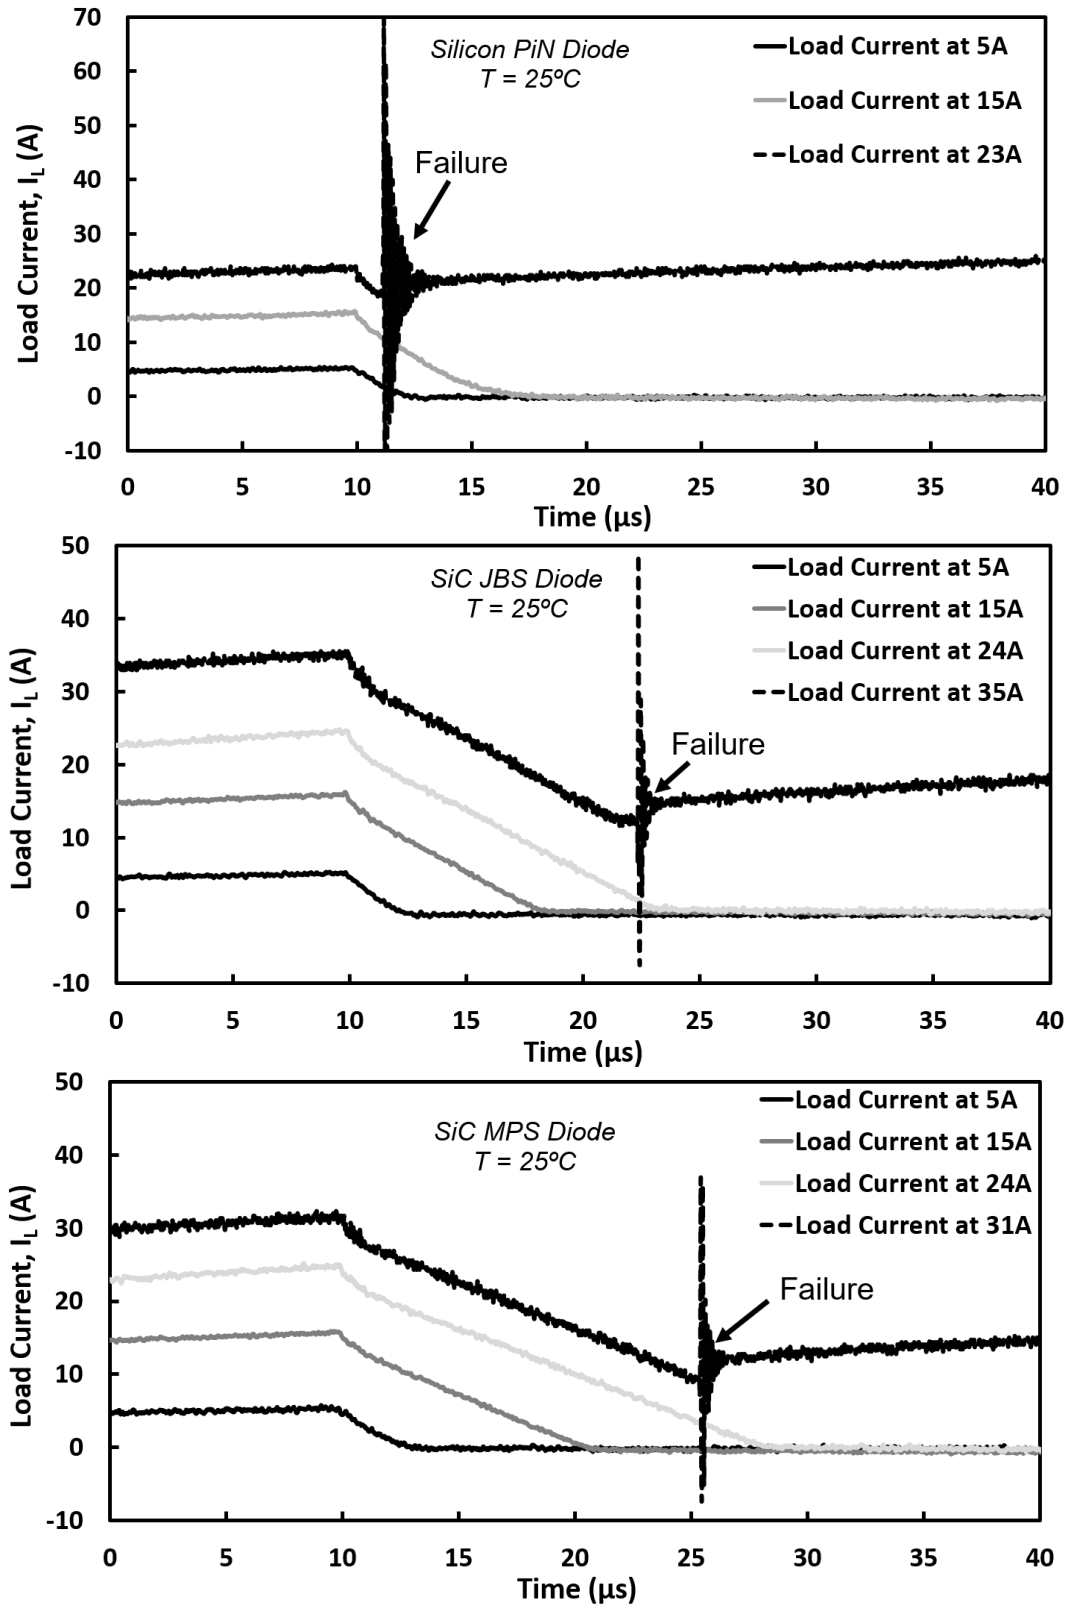 70
60
50
40
30
20
10
0
-10
Load Current, IL (A)
Silicon PiN Diode
T = 25ºC
Load Current at 5A
Load Current at 15A
Load Current at 23A
Failure
0 5 10 15 20 25 30 35 40
Time (µs)
50
40
30
20
10
0
-10
Load Current, IL (A)
SiC JBS Diode
T = 25ºC
Load Current at 5A
Load Current at 15A
Load Current at 24A
Load Current at 35A
Failure
0 5 10 15 20 25 30 35 40
Time (µs)
50
40
30
20
10
0
-10
Load Current, IL (A)
SiC MPS Diode
T = 25ºC
Load Current at 5A
Load Current at 15A
Load Current at 24A
Load Current at 31A
Failure
0 5 10 15 20 25 30 35 40
Time (µs)